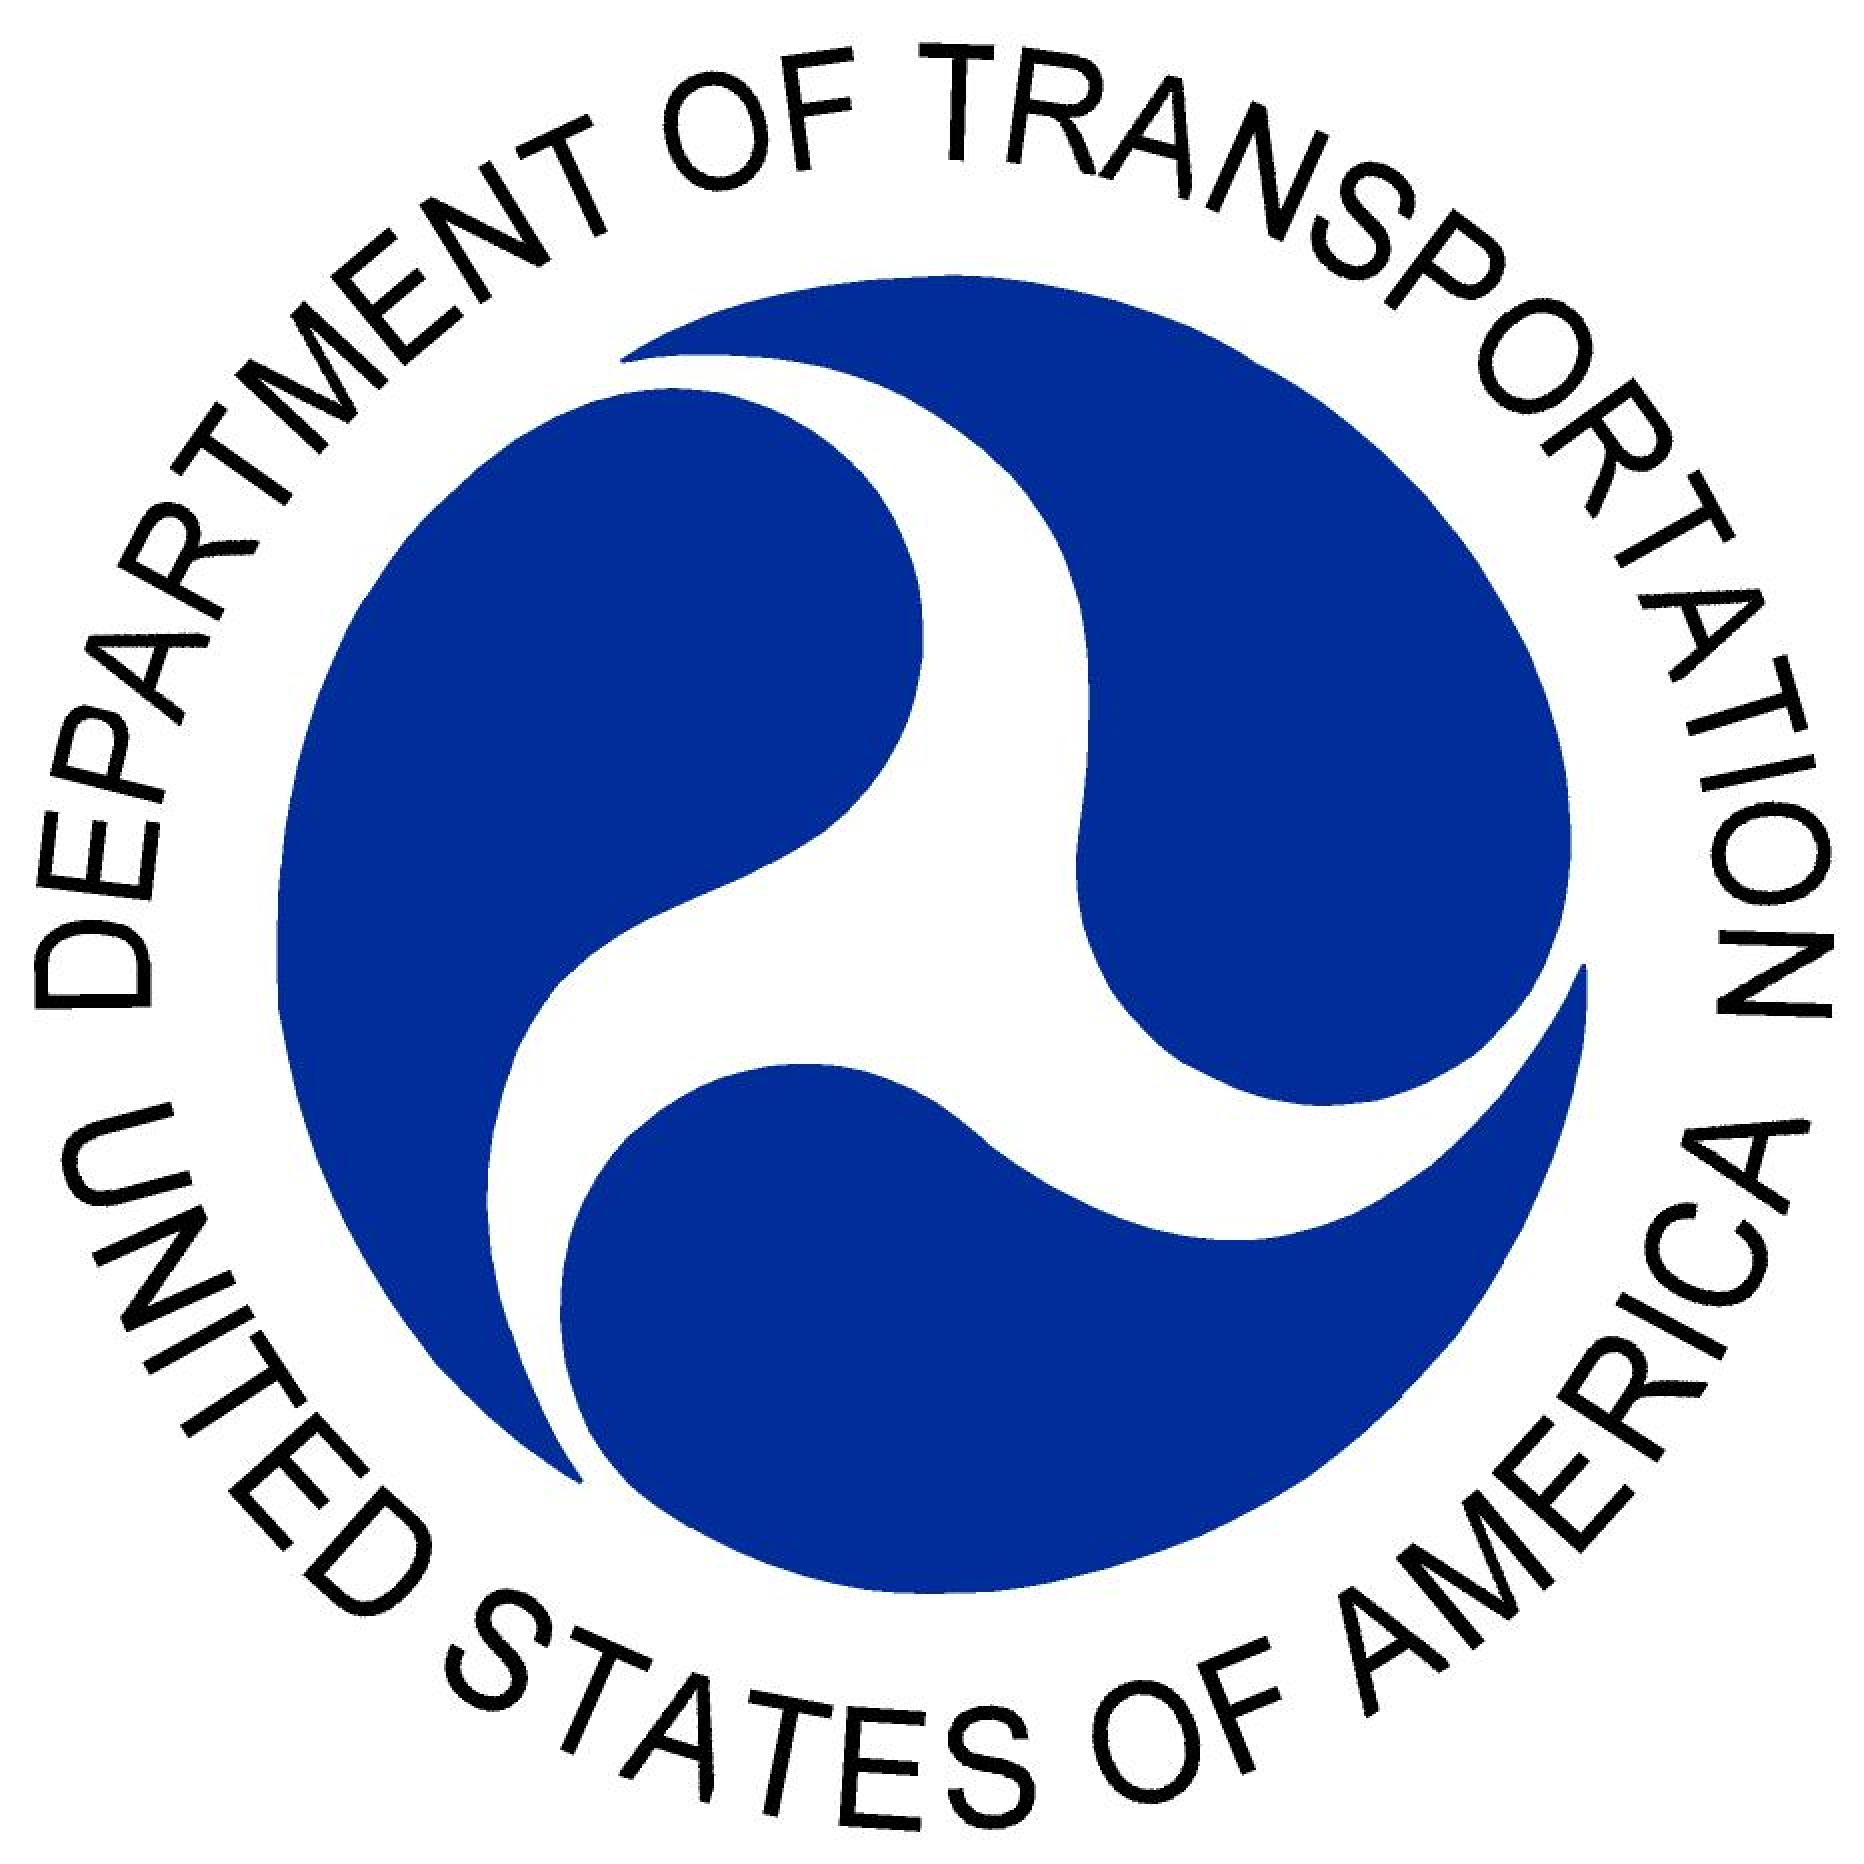 DEPARTMENT OF TRANSPORTATION
UNITED STATES OF AMERICA